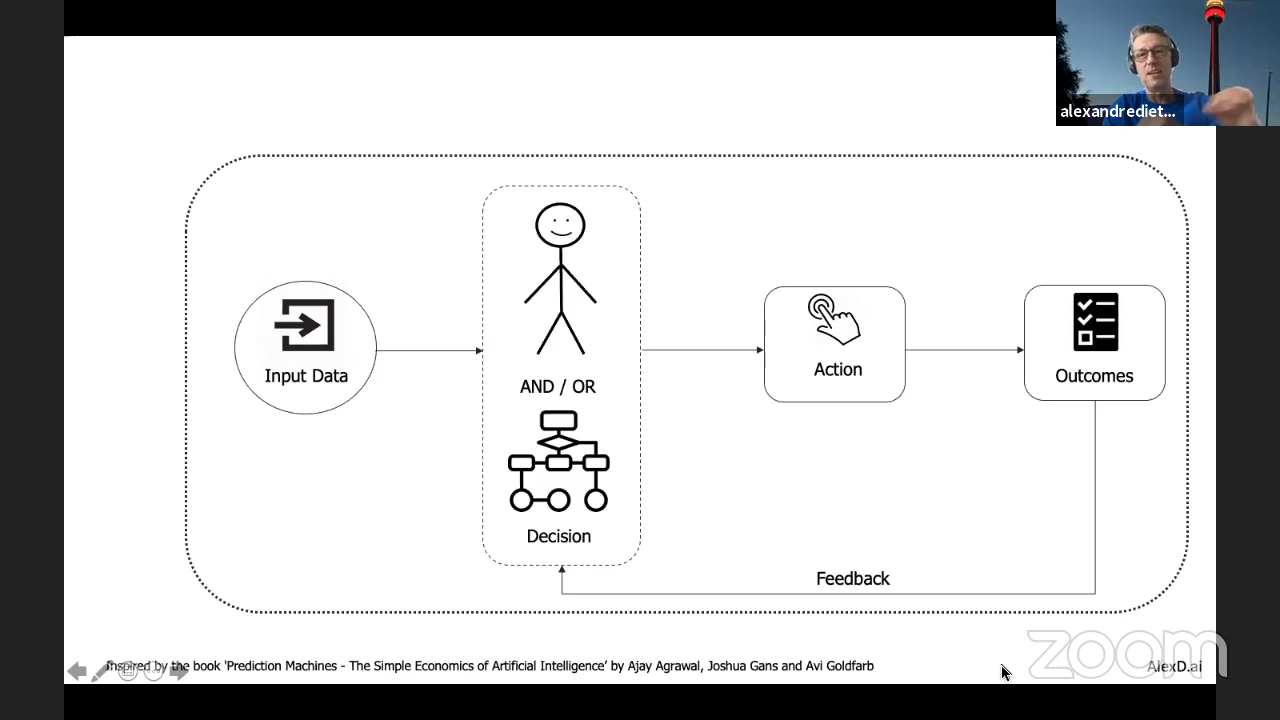 alexandrediet...
Input Data
AND / OR
Decision
Action
Outcomes
Feedback
Inspired by the book 'Prediction Machines - The Simple Economics of Artificial Intelligence' by Ajay Agrawal, Joshua Gans and Avi Goldfarb
AlexD.ai
zoom